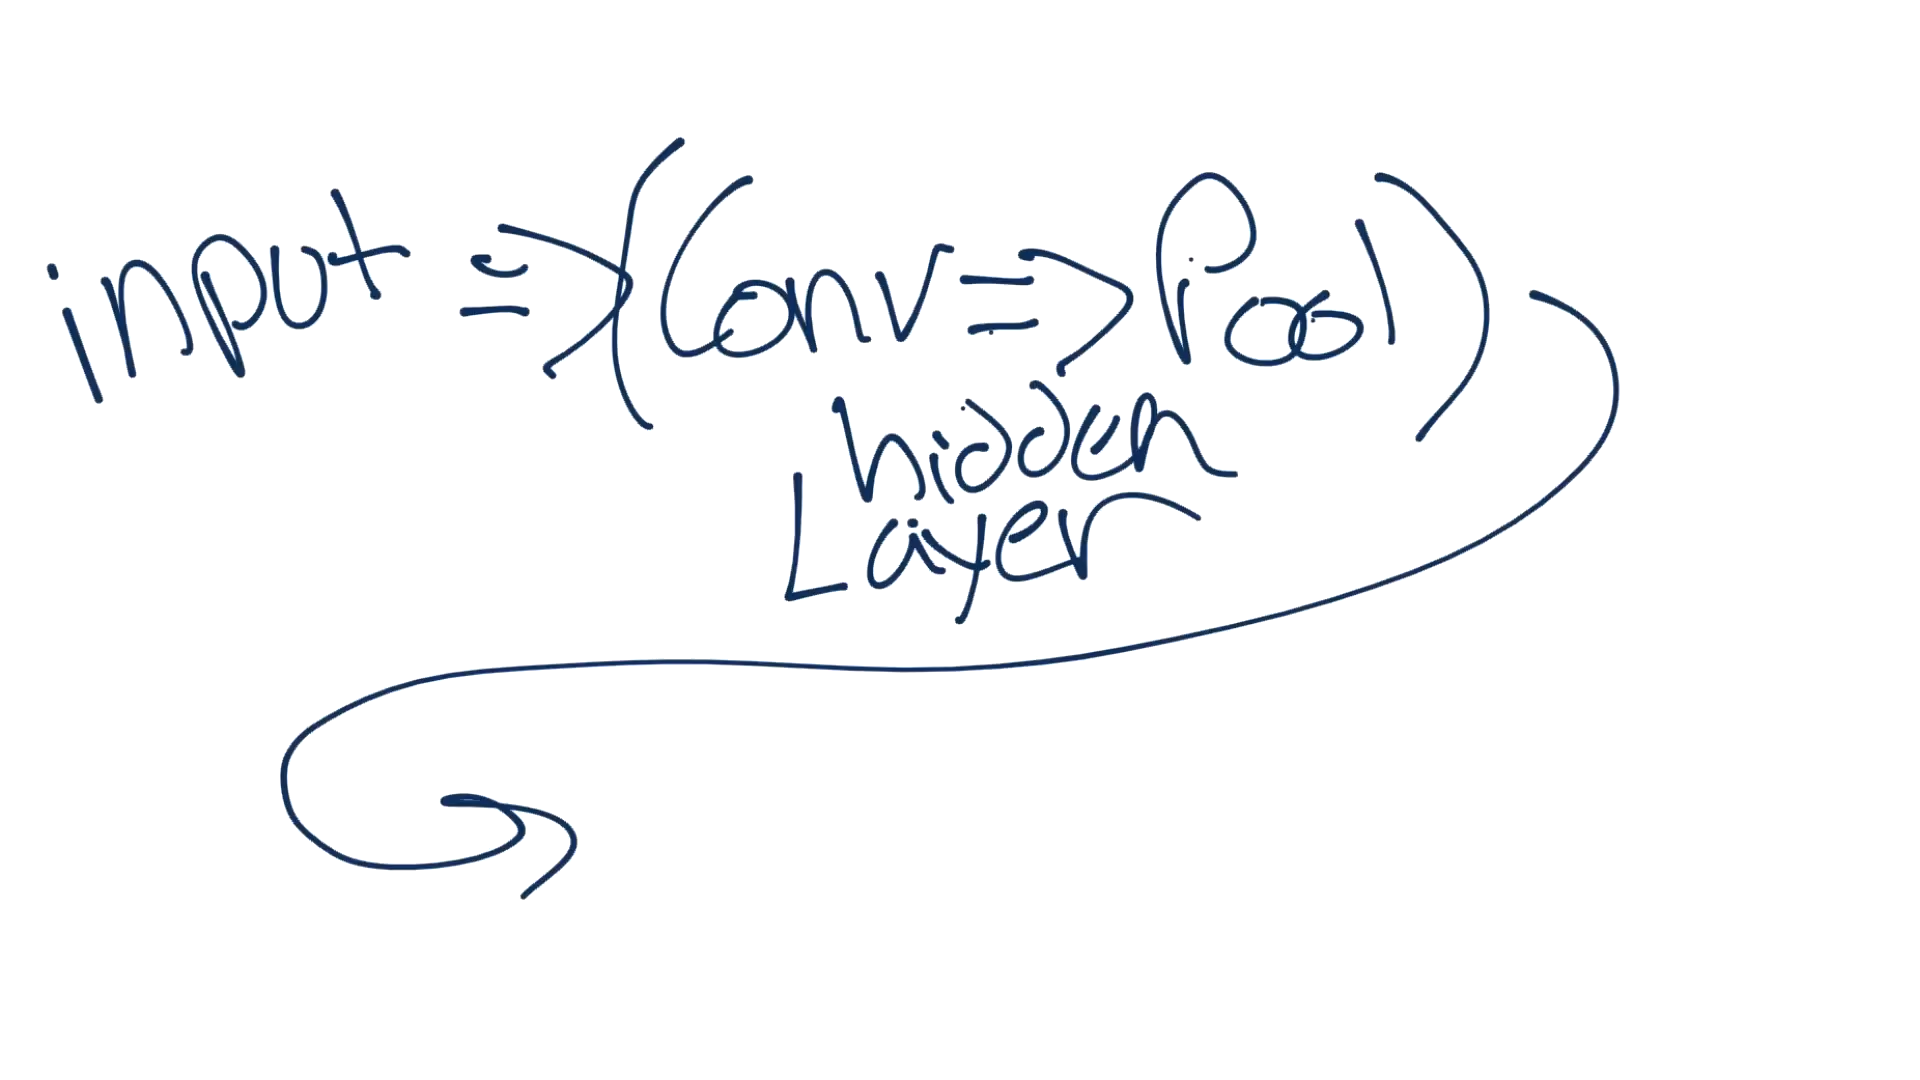 input => (Conv => Pool)
hidden
Layer